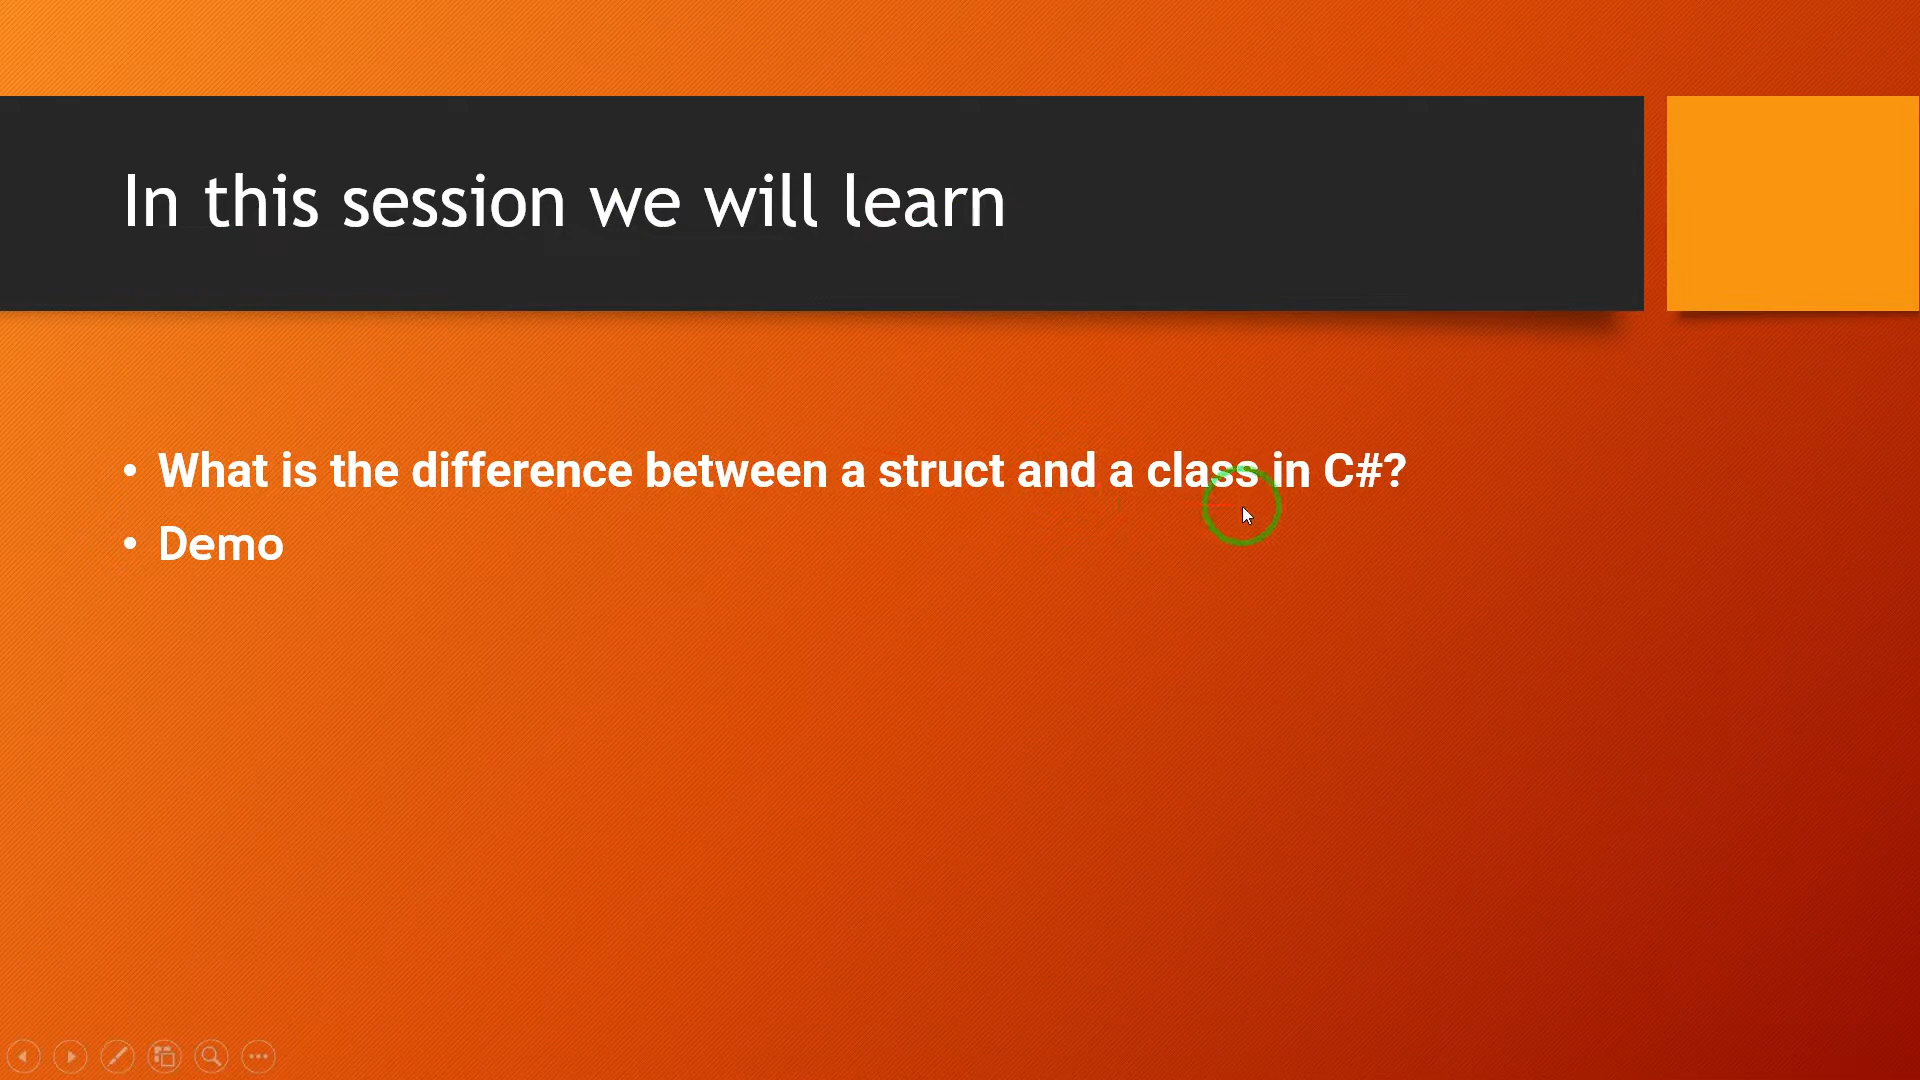 In this session we will learn
• What is the difference between a struct and a class in C#?
• Demo